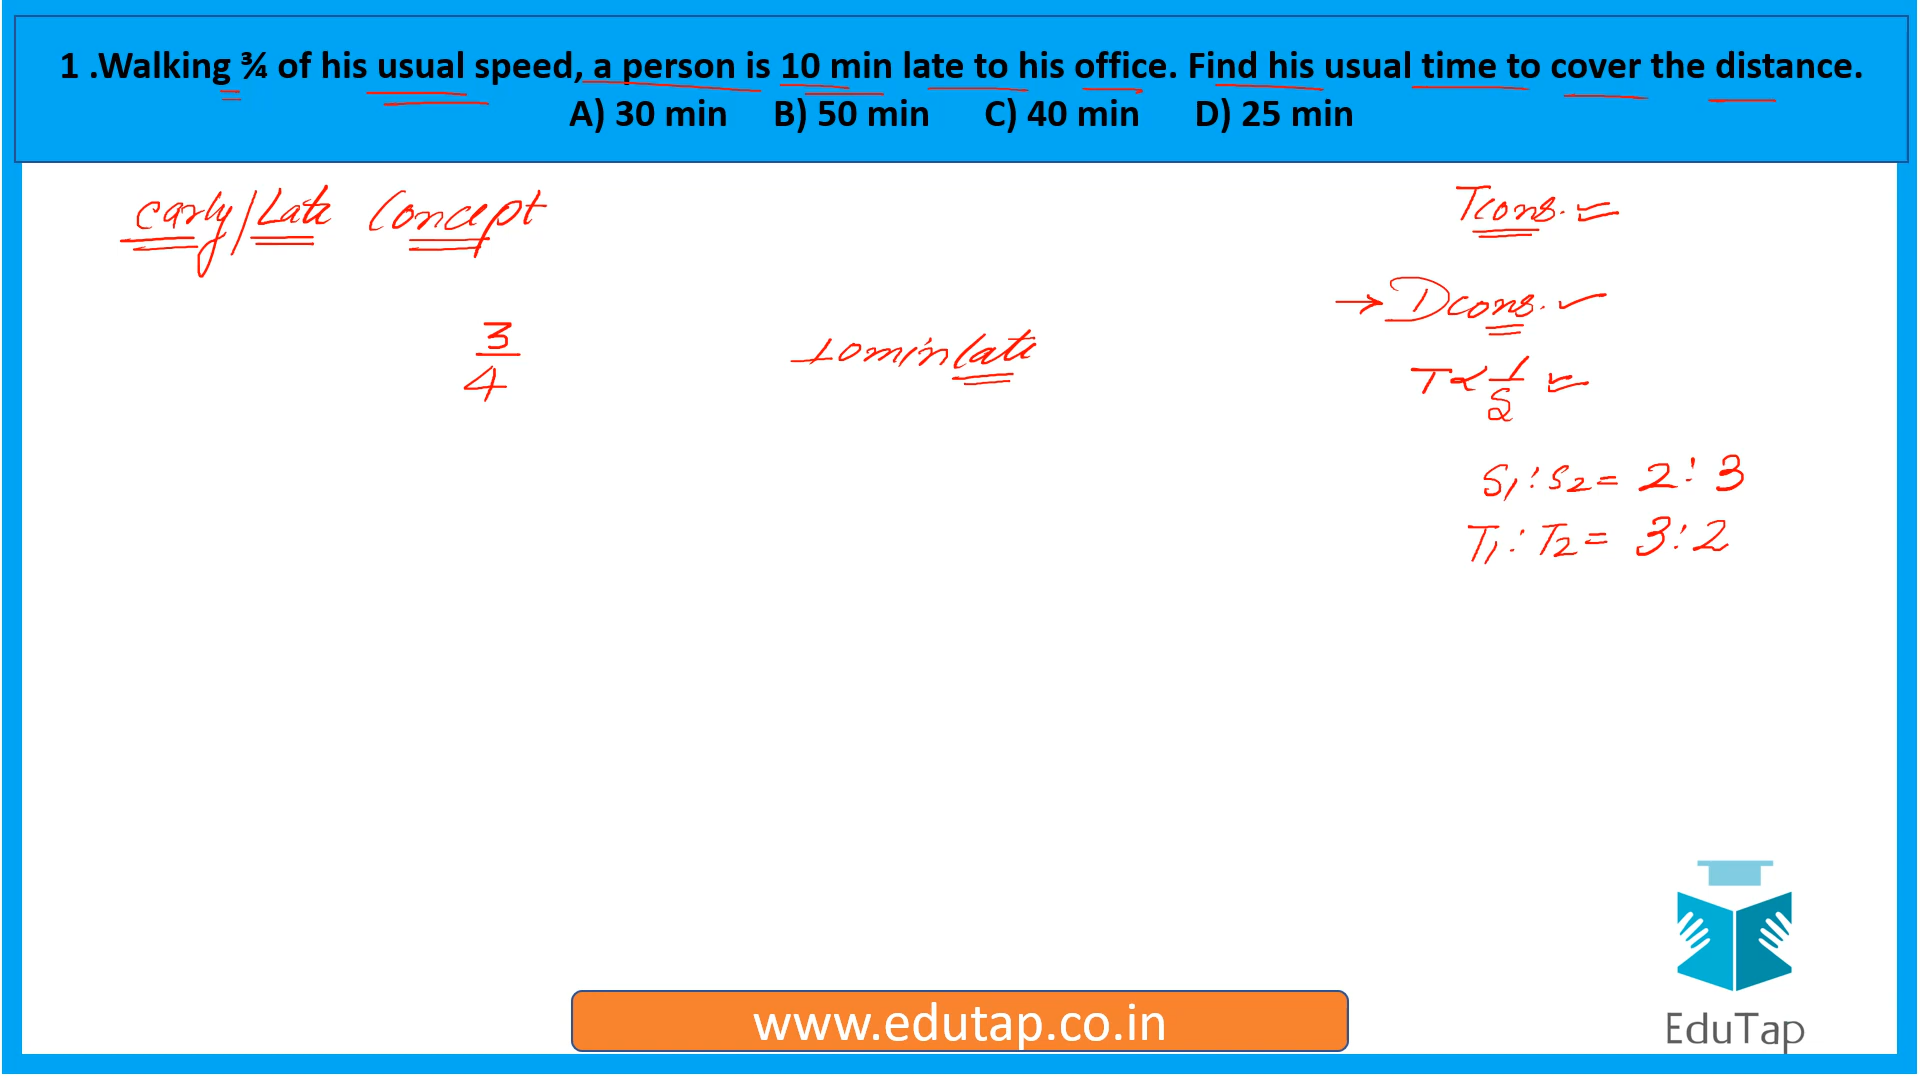 1 .Walking ¾ of his usual speed, a person is 10 min late to his office. Find his usual time to cover the distance.
A) 30 min B) 50 min C) 40 min D) 25 min
Early/Late Concept
Tcons.
→ Dcons.
3/4
10 min late
T ∝ 1/S
S₁ : S₂ = 2 : 3
T₁ : T₂ = 3 : 2
www.edutap.co.in
EduTap